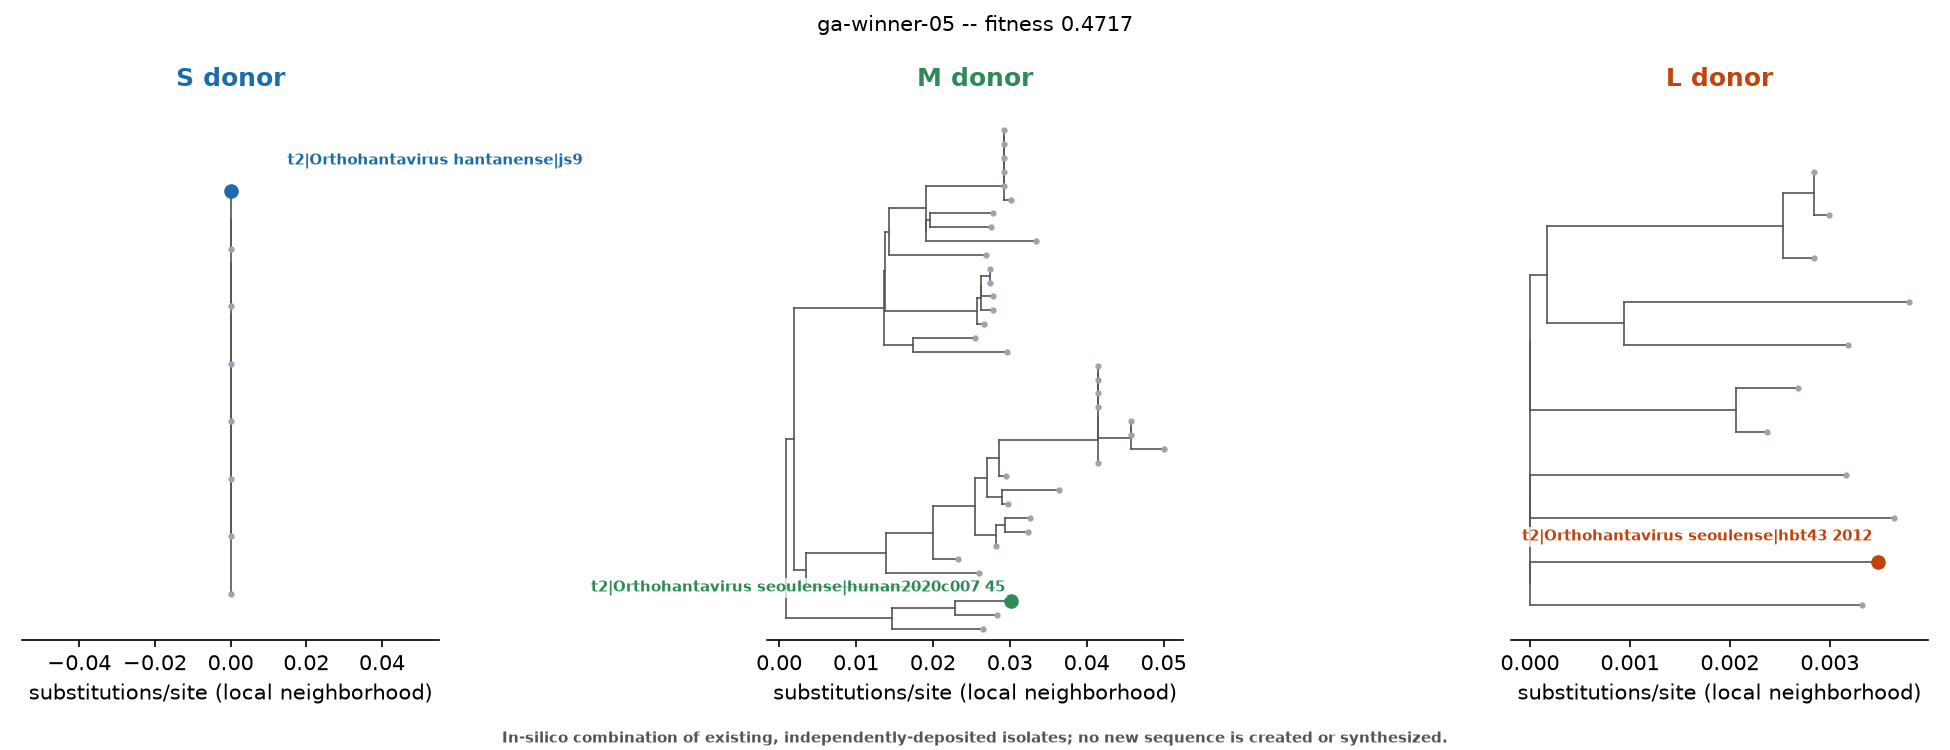 ga-winner-05 -- fitness 0.4717
S donor
M donor
L donor
t2|Orthohantavirus hantanense|js9
t2|Orthohantavirus seoulense|hbt43 2012
t2|Orthohantavirus seoulense|hunan2020c007 45
−0.04 −0.02 0.00 0.02 0.04
0.00 0.01 0.02 0.03 0.04 0.05
0.000 0.001 0.002 0.003
substitutions/site (local neighborhood)
substitutions/site (local neighborhood)
substitutions/site (local neighborhood)
In-silico combination of existing, independently-deposited isolates; no new sequence is created or synthesized.